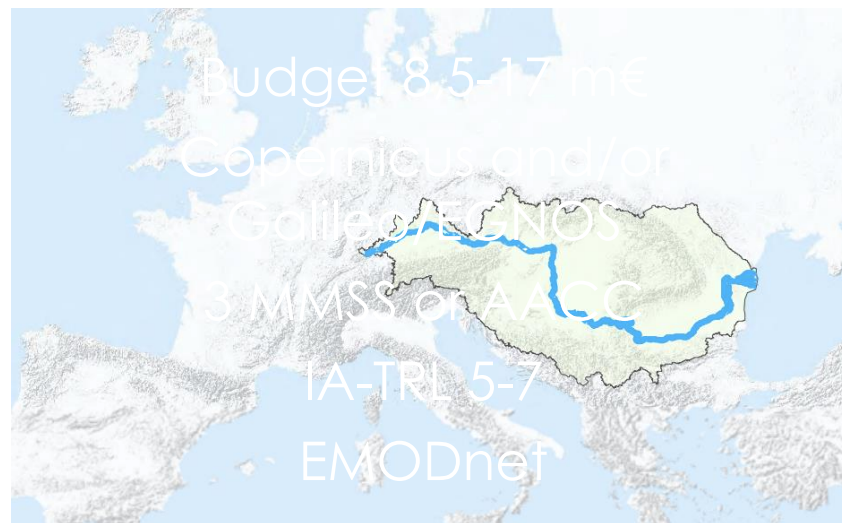 Budget 8,5-17 m€
Copernicus and/or
Galileo/EGNOS
3 MMSS or AACC
IA-TRL 5-7
EMODnet